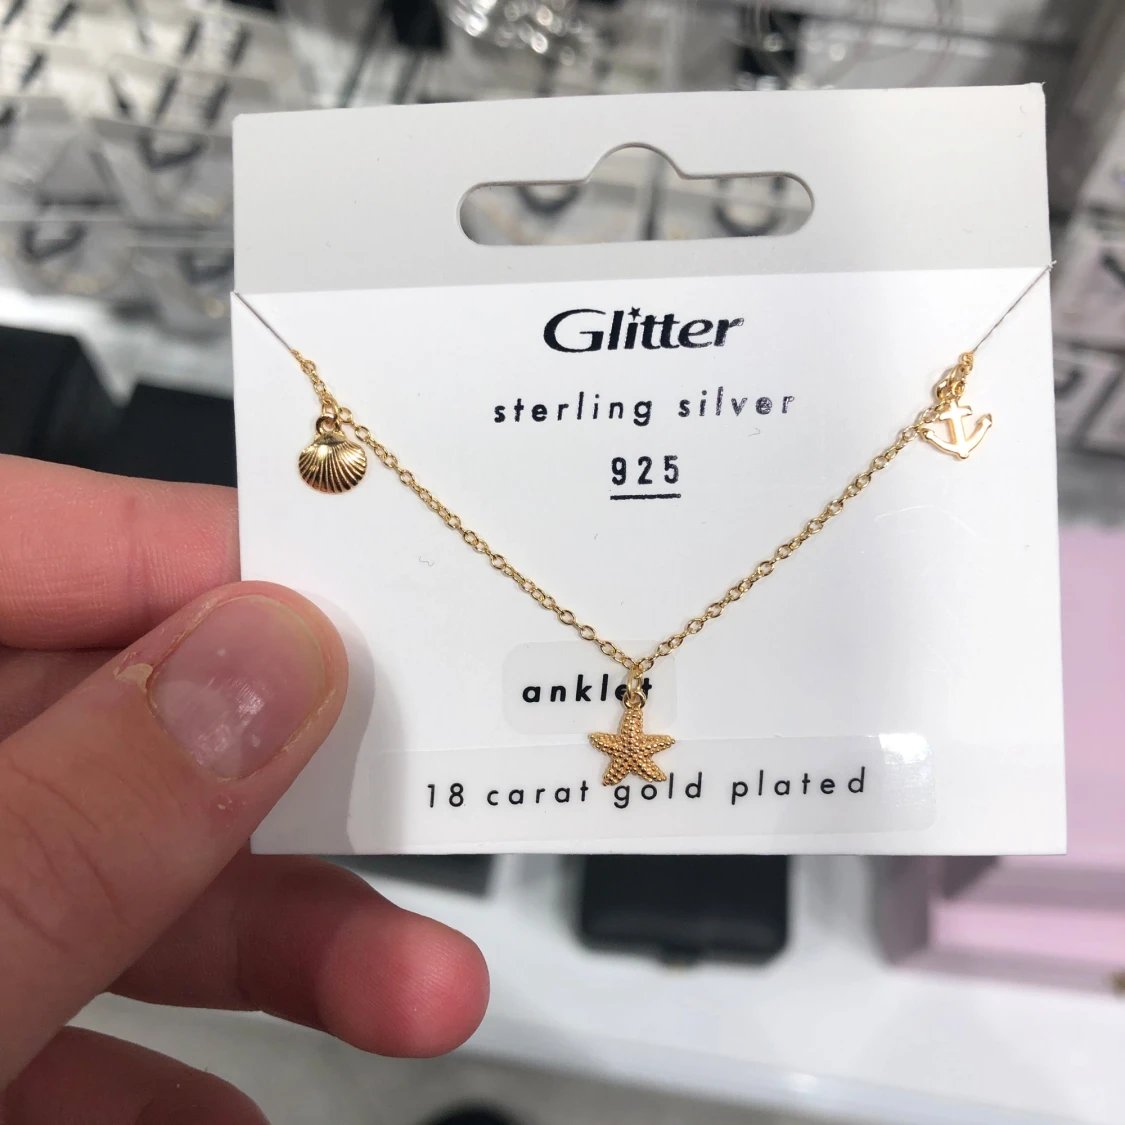 Glitter
sterling silver
925
anklet
18 carat gold plated